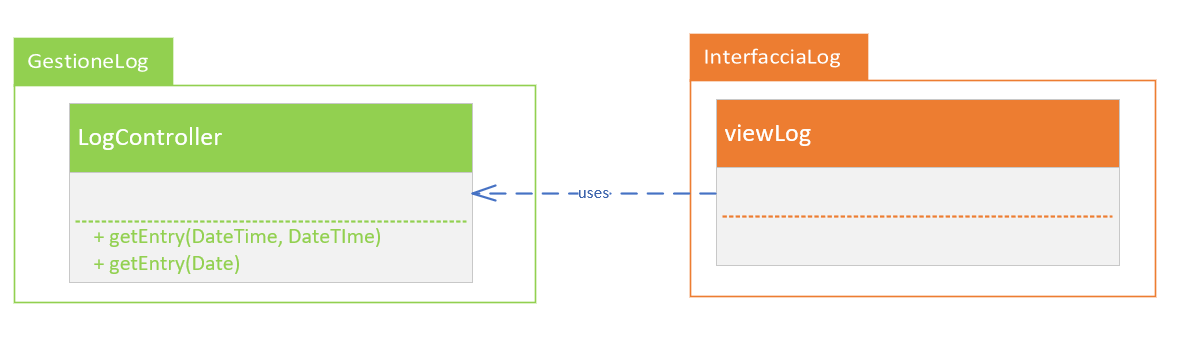 GestioneLog
LogController
+ getEntry(DateTime, DateTIme)
+ getEntry(Date)
uses
InterfacciaLog
viewLog